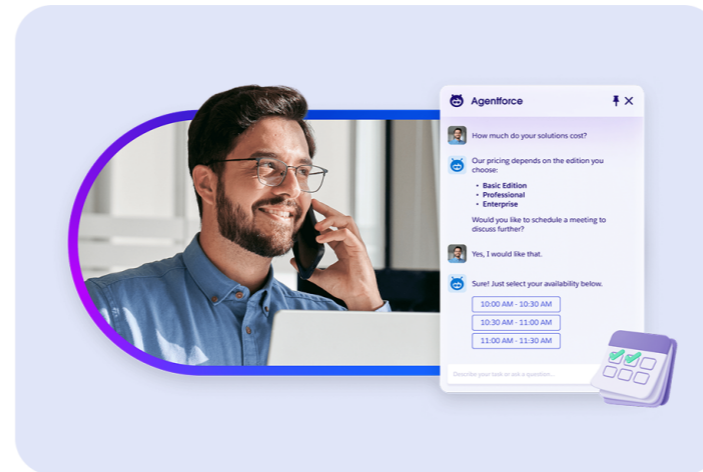 Agentforce
How much do your solutions cost?
Our pricing depends on the edition you
choose:
• Basic Edition
• Professional
• Enterprise
Would you like to schedule a meeting to
discuss further?
Yes, I would like that.
Sure! Just select your availability below.
10:00 AM - 10:30 AM
10:30 AM - 11:00 AM
11:00 AM - 11:30 AM
Describe your task or ask a question...